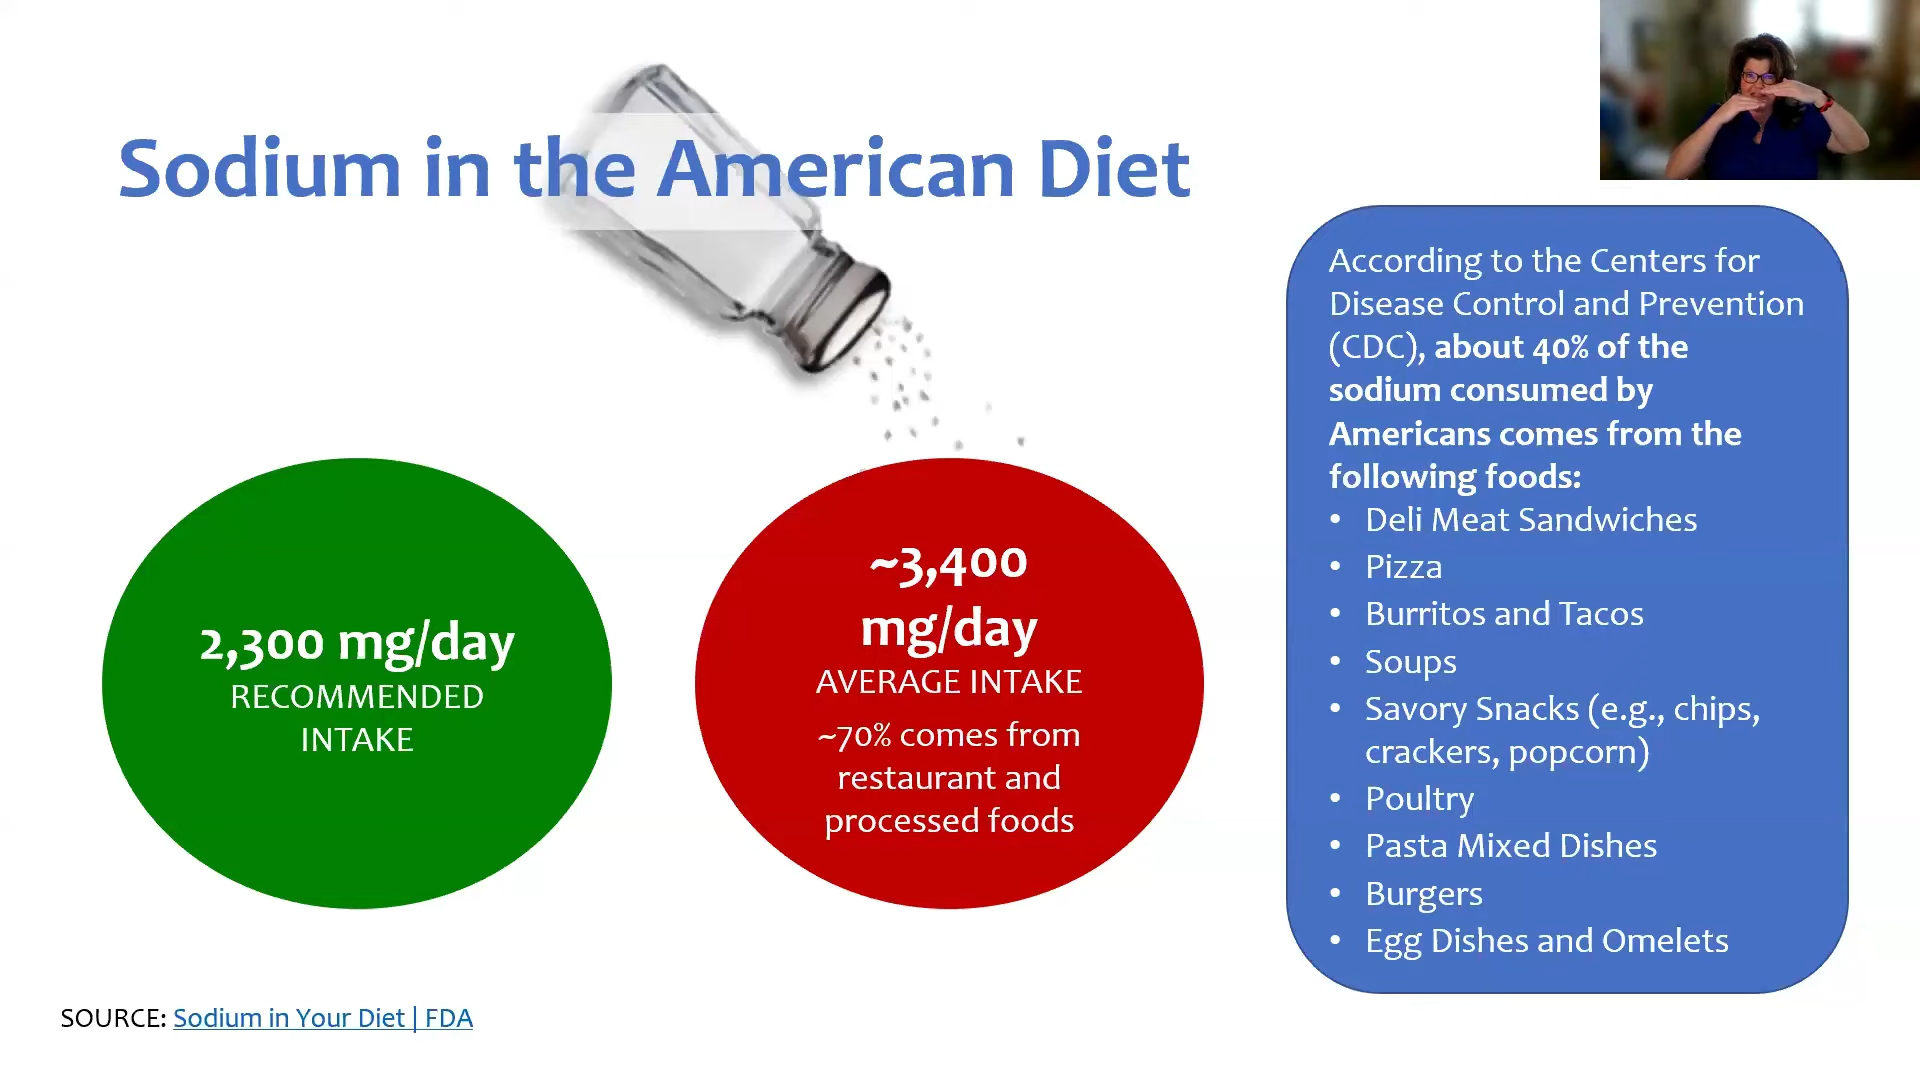 Sodium in the American Diet
2,300 mg/day
RECOMMENDED
INTAKE
~3,400
mg/day
AVERAGE INTAKE
~70% comes from
restaurant and
processed foods
According to the Centers for
Disease Control and Prevention
(CDC), about 40% of the
sodium consumed by
Americans comes from the
following foods:
• Deli Meat Sandwiches
• Pizza
• Burritos and Tacos
• Soups
• Savory Snacks (e.g., chips,
crackers, popcorn)
• Poultry
• Pasta Mixed Dishes
• Burgers
• Egg Dishes and Omelets
SOURCE: Sodium in Your Diet | FDA